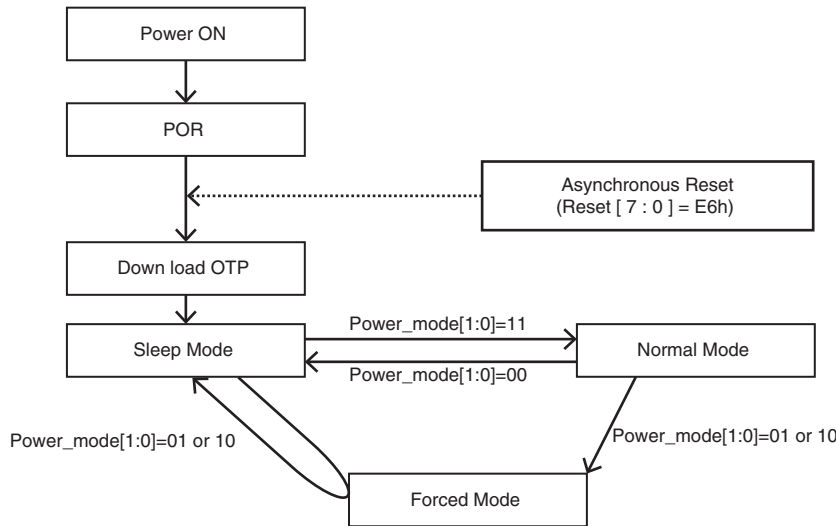 Power ON
POR
Asynchronous Reset
(Reset [ 7 : 0 ] = E6h)
Down load OTP
Power_mode[1:0]=11
Sleep Mode
Normal Mode
Power_mode[1:0]=00
Power_mode[1:0]=01 or 10
Power_mode[1:0]=01 or 10
Forced Mode